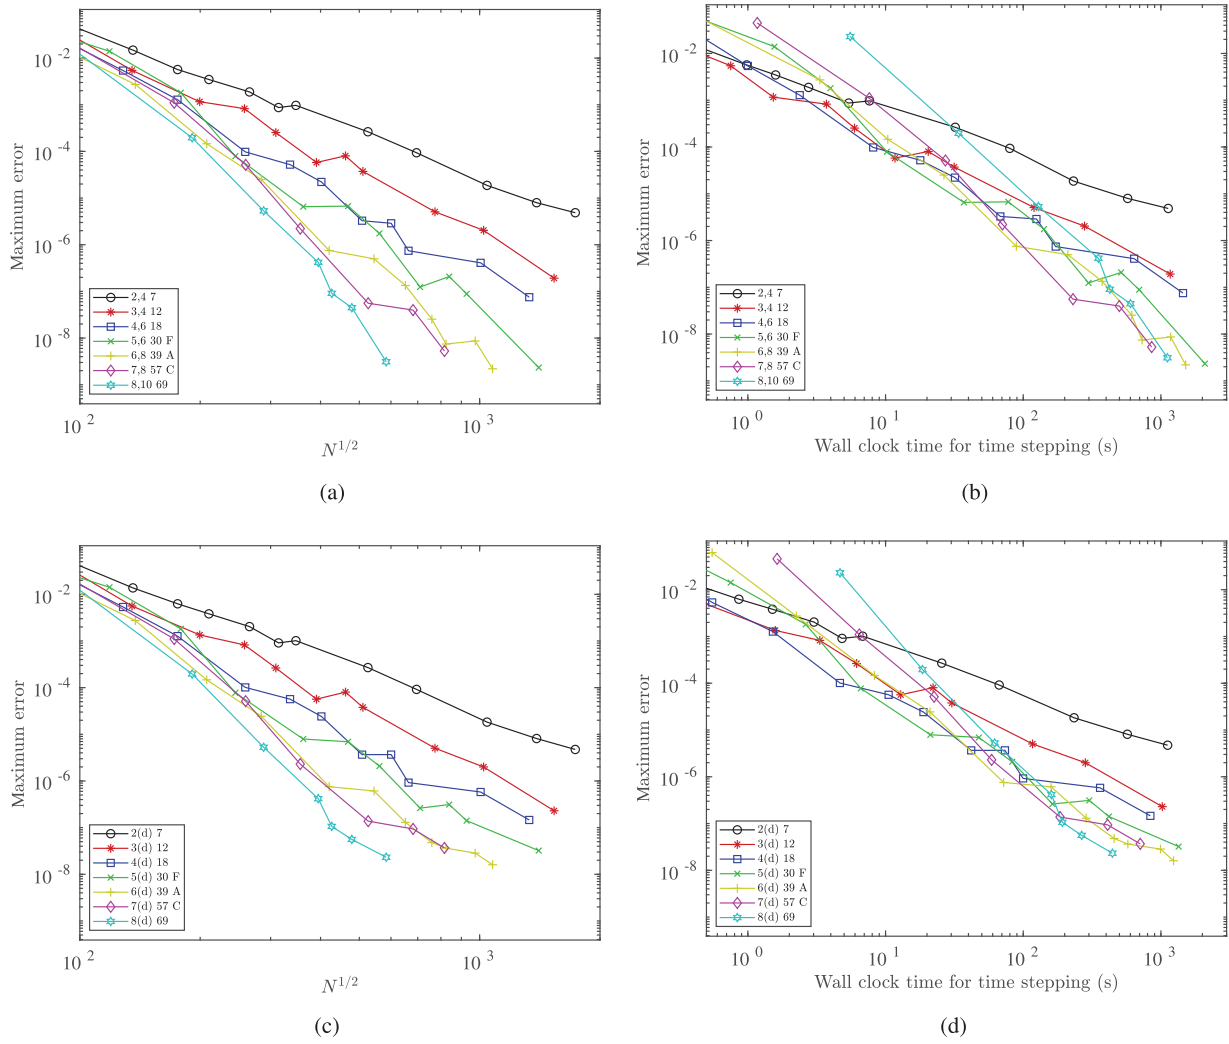 10^-2
10^-4
10^-6
10^-8
Maximum error
2,4 7
3,4 12
4,6 18
5,6 30 F
6,8 39 A
7,8 57 C
8,10 69
10^2
10^3
N^1/2
(a)
10^-2
10^-4
10^-6
10^-8
Maximum error
2,4 7
3,4 12
4,6 18
5,6 30 F
6,8 39 A
7,8 57 C
8,10 69
10^0
10^1
10^2
10^3
Wall clock time for time stepping (s)
(b)
10^-2
10^-4
10^-6
10^-8
Maximum error
2(d) 7
3(d) 12
4(d) 18
5(d) 30 F
6(d) 39 A
7(d) 57 C
8(d) 69
10^2
10^3
N^1/2
(c)
10^-2
10^-4
10^-6
10^-8
Maximum error
2(d) 7
3(d) 12
4(d) 18
5(d) 30 F
6(d) 39 A
7(d) 57 C
8(d) 69
10^0
10^1
10^2
10^3
Wall clock time for time stepping (s)
(d)